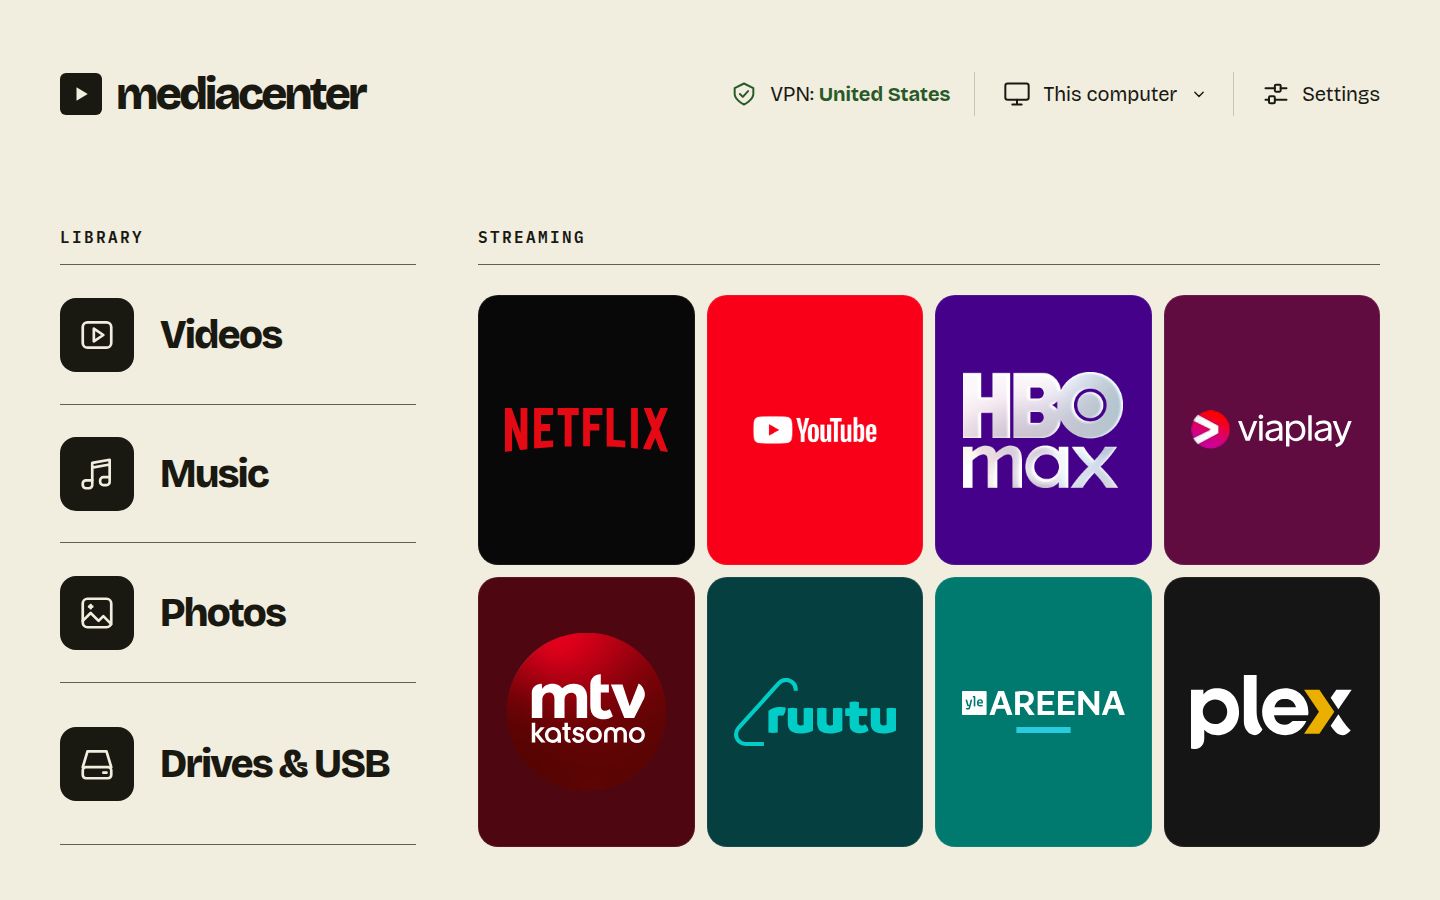 mediacenter
VPN: United States
This computer
Settings
LIBRARY
Videos
Music
Photos
Drives & USB
STREAMING
NETFLIX
YouTube
HBO
max
viaplay
mtv
katsomo
ruutu
yle AREENA
plex